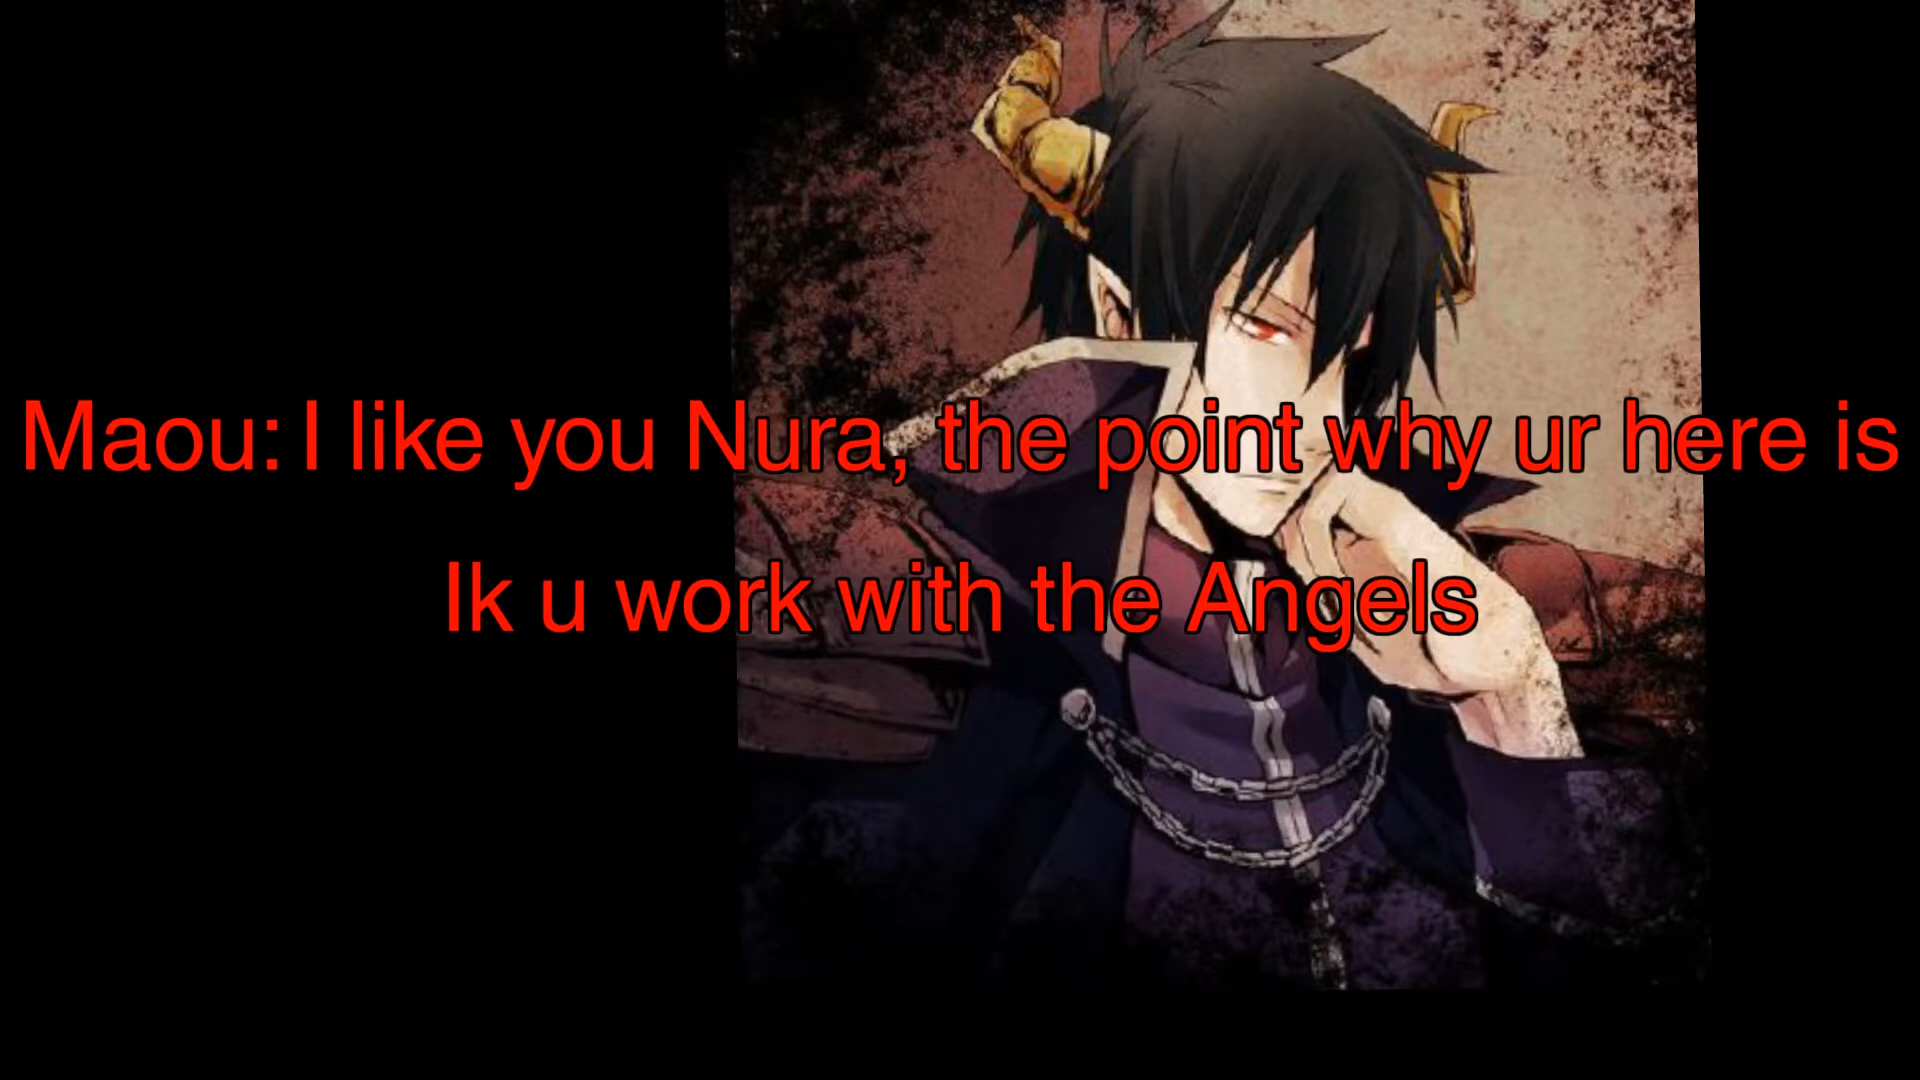 Maou: I like you Nura, the point why ur here is
Ik u work with the Angels